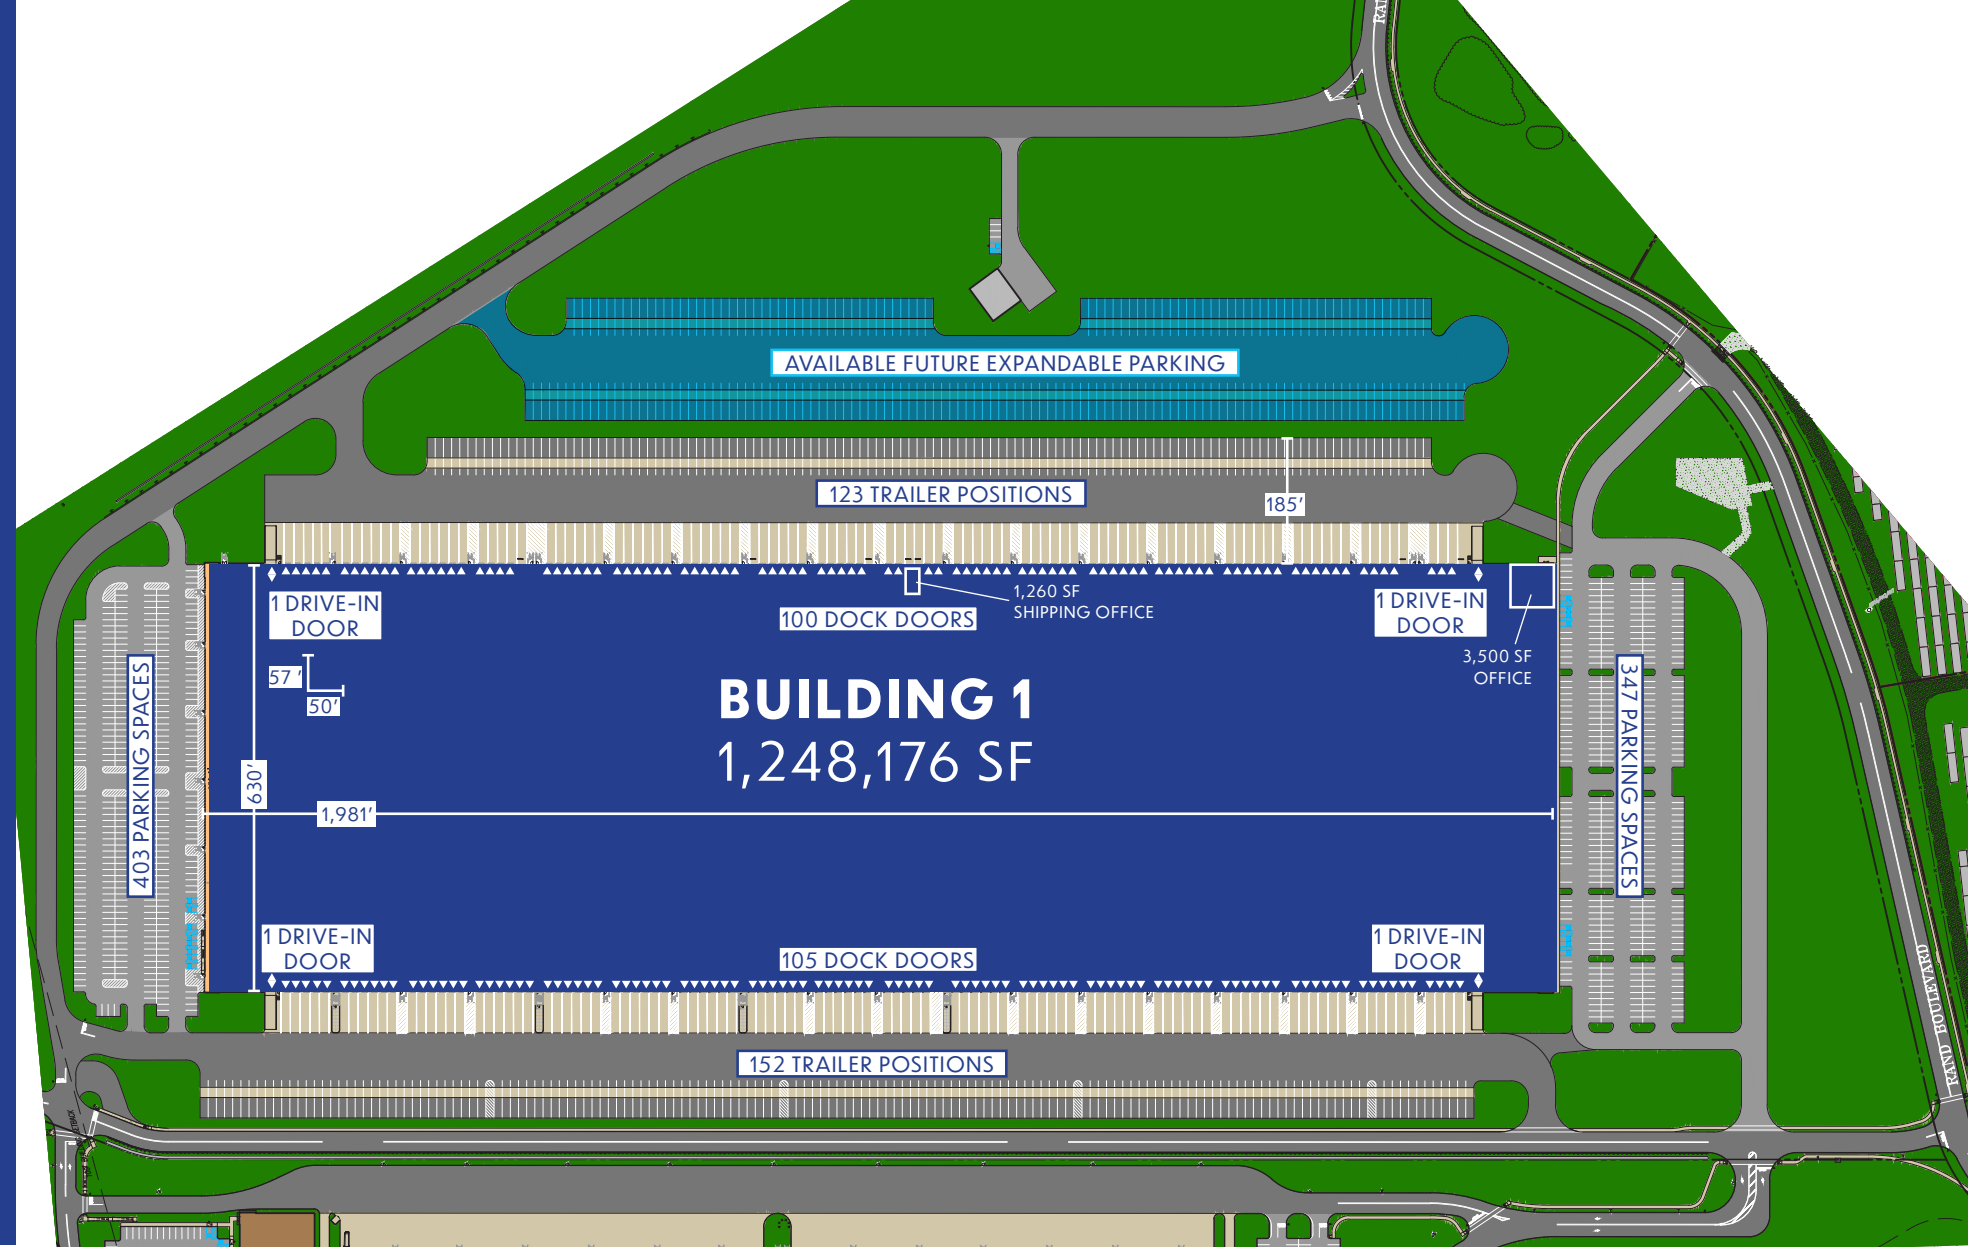 AVAILABLE FUTURE EXPANDABLE PARKING
123 TRAILER POSITIONS
185'
1 DRIVE-IN
DOOR
100 DOCK DOORS
1,260 SF
SHIPPING OFFICE
1 DRIVE-IN
DOOR
3,500 SF
OFFICE
57 '
50'
403 PARKING SPACES
BUILDING 1
1,248,176 SF
347 PARKING SPACES
630'
1,981'
1 DRIVE-IN
DOOR
105 DOCK DOORS
1 DRIVE-IN
DOOR
152 TRAILER POSITIONS
RAND BOULEVARD